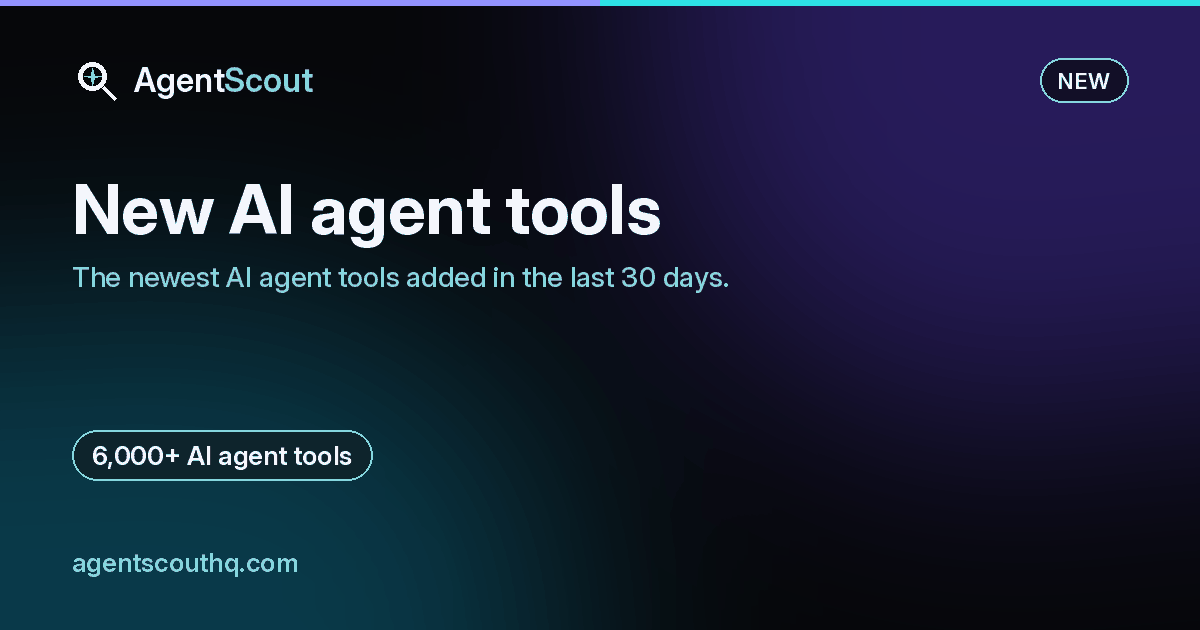 AgentScout
NEW
New AI agent tools
The newest AI agent tools added in the last 30 days.
6,000+ AI agent tools
agentscouthq.com